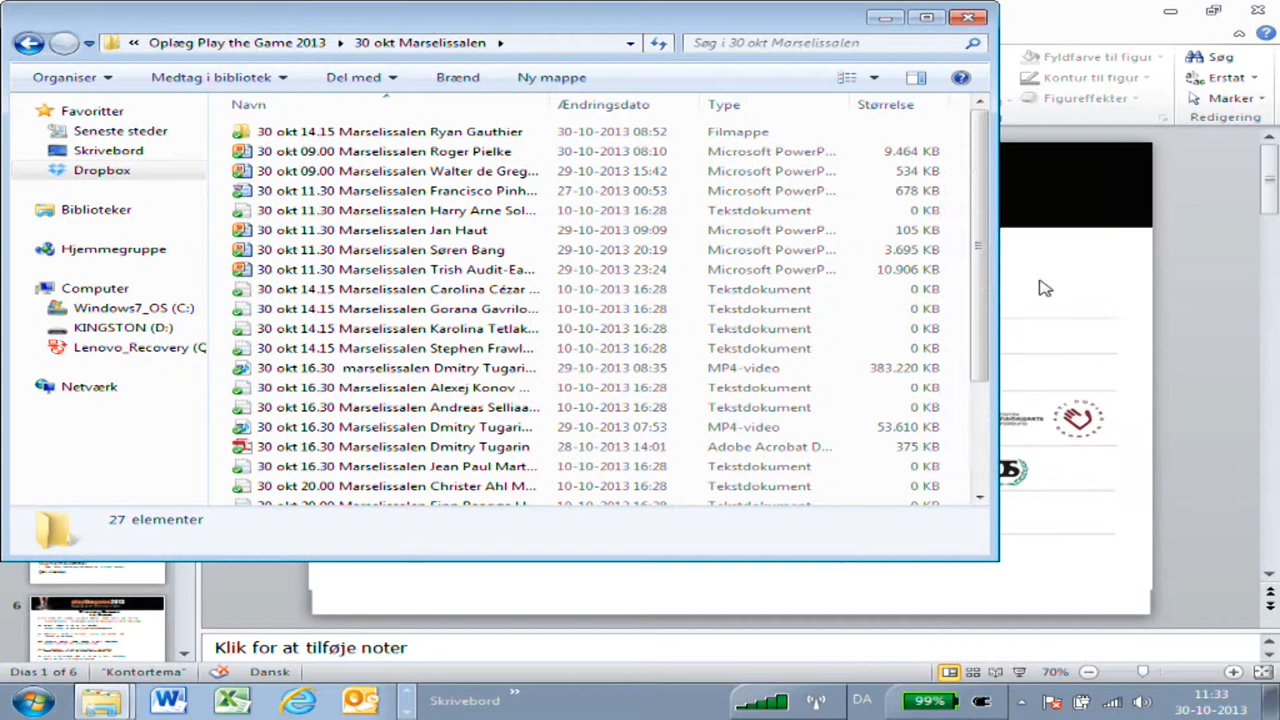 « Oplæg Play the Game 2013 ▸ 30 okt Marselissalen ▸
Søg i 30 okt Marselissalen
Organiser
Medtag i bibliotek
Del med
Brænd
Ny mappe
Fyldfarve til figur
Kontur til figur
Figureffekter
Søg
Erstat
Marker
Redigering
Favoritter
Seneste steder
Skrivebord
Dropbox
Biblioteker
Hjemmegruppe
Computer
Windows7_OS (C:)
KINGSTON (D:)
Lenovo_Recovery (Q
Netværk
Navn Ændringsdato Type Størrelse
30 okt 14.15 Marselissalen Ryan Gauthier 30-10-2013 08:52 Filmappe
30 okt 09.00 Marselissalen Roger Pielke 30-10-2013 08:10 Microsoft PowerP... 9.464 KB
30 okt 09.00 Marselissalen Walter de Greg... 29-10-2013 15:42 Microsoft PowerP... 534 KB
30 okt 11.30 Marselissalen Francisco Pinh... 27-10-2013 00:53 Microsoft PowerP... 678 KB
30 okt 11.30 Marselissalen Harry Arne Sol... 10-10-2013 16:28 Tekstdokument 0 KB
30 okt 11.30 Marselissalen Jan Haut 29-10-2013 09:09 Microsoft PowerP... 105 KB
30 okt 11.30 Marselissalen Søren Bang 29-10-2013 20:19 Microsoft PowerP... 3.695 KB
30 okt 11.30 Marselissalen Trish Audit-Ea... 29-10-2013 23:24 Microsoft PowerP... 10.906 KB
30 okt 14.15 Marselissalen Carolina Cézar ... 10-10-2013 16:28 Tekstdokument 0 KB
30 okt 14.15 Marselissalen Gorana Gavrilo... 10-10-2013 16:28 Tekstdokument 0 KB
30 okt 14.15 Marselissalen Karolina Tetlak... 10-10-2013 16:28 Tekstdokument 0 KB
30 okt 14.15 Marselissalen Stephen Frawl... 10-10-2013 16:28 Tekstdokument 0 KB
30 okt 16.30 marselissalen Dmitry Tugari... 29-10-2013 08:35 MP4-video 383.220 KB
30 okt 16.30 Marselissalen Alexej Konov ... 10-10-2013 16:28 Tekstdokument 0 KB
30 okt 16.30 Marselissalen Andreas Selliaa... 10-10-2013 16:28 Tekstdokument 0 KB
30 okt 16.30 Marselissalen Dmitry Tugari... 29-10-2013 07:53 MP4-video 53.610 KB
30 okt 16.30 Marselissalen Dmitry Tugarin 28-10-2013 14:01 Adobe Acrobat D... 375 KB
30 okt 16.30 Marselissalen Jean Paul Mart... 10-10-2013 16:28 Tekstdokument 0 KB
30 okt 20.00 Marselissalen Christer Ahl M... 10-10-2013 16:28 Tekstdokument 0 KB
27 elementer
6
Klik for at tilføje noter
Dias 1 of 6 "Kontortema" Dansk 70%
Skrivebord » DA 99% 11:33
30-10-2013